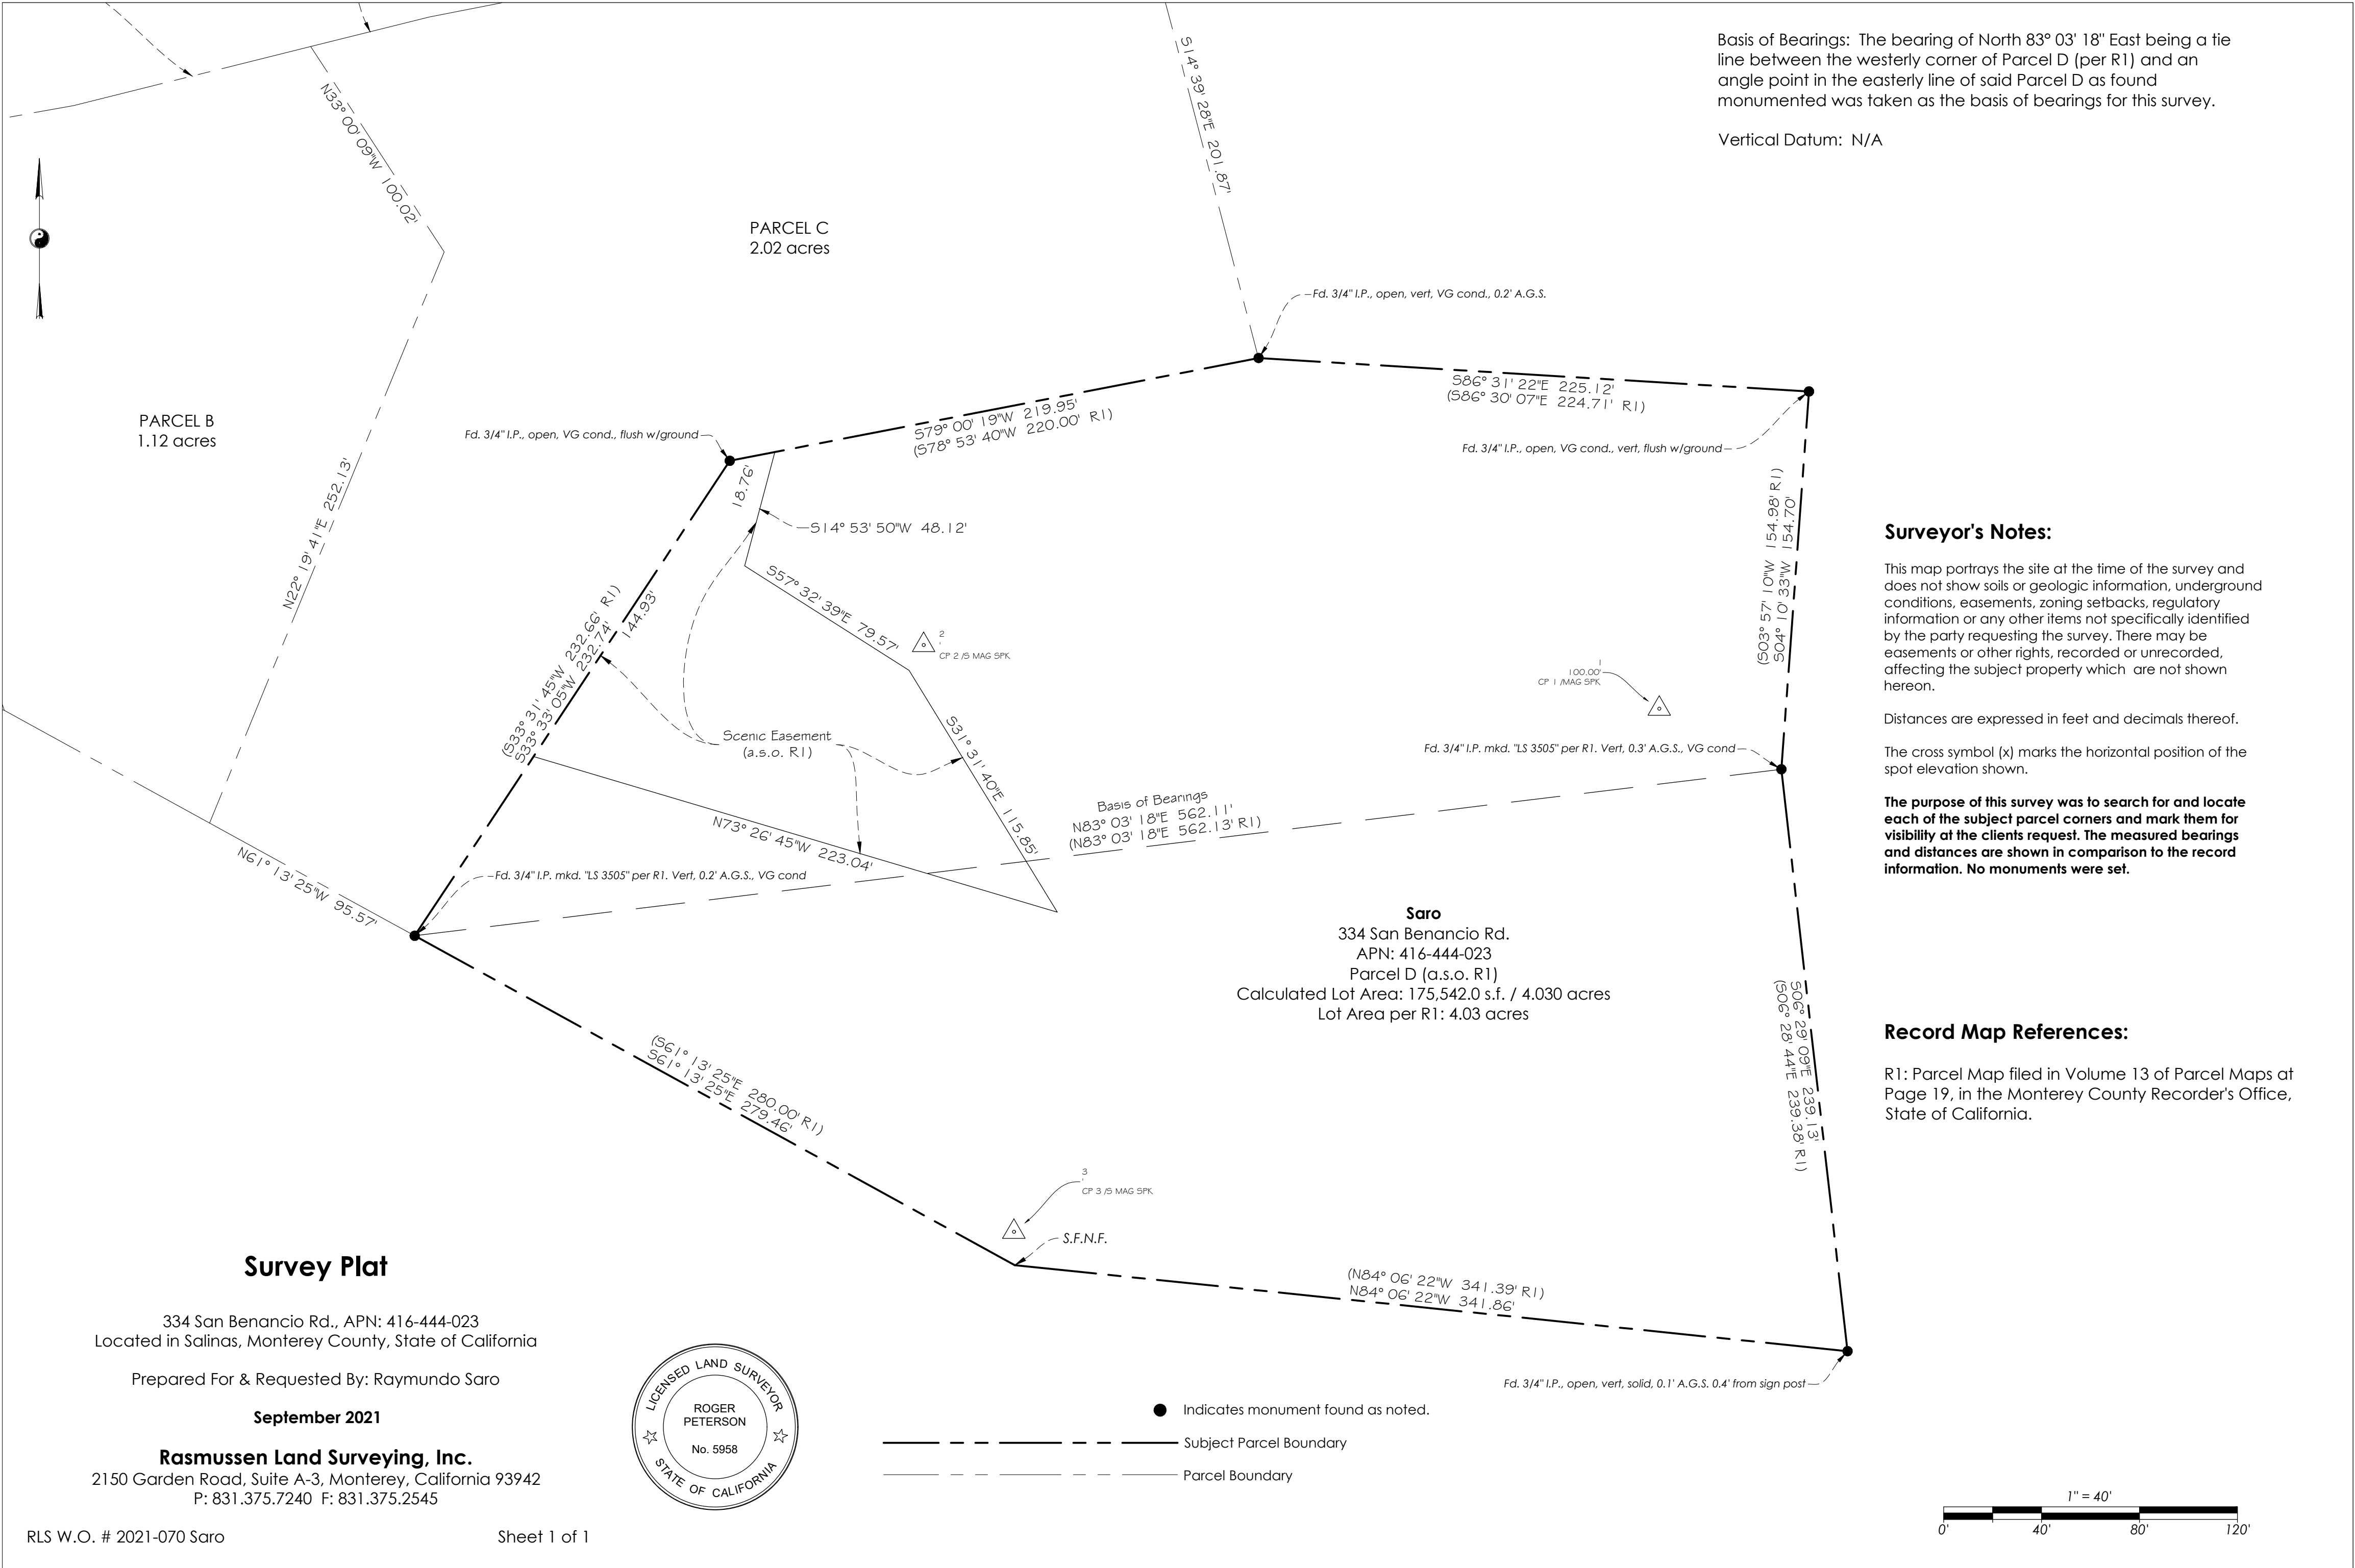 Basis of Bearings: The bearing of North 83° 03' 18" East being a tie
line between the westerly corner of Parcel D (per R1) and an
angle point in the easterly line of said Parcel D as found
monumented was taken as the basis of bearings for this survey.
Vertical Datum: N/A
N33° 00' 09"W 100.02'
S14° 39' 28"E 201.87'
PARCEL C
2.02 acres
Fd. 3/4" I.P., open, vert, VG cond., 0.2' A.G.S.
S86° 31' 22"E 225.12'
(S86° 30' 07"E 224.71' R1)
PARCEL B
1.12 acres
Fd. 3/4" I.P., open, VG cond., flush w/ground
S79° 00' 19"W 219.95'
(S78° 53' 40"W 220.00' R1)
Fd. 3/4" I.P., open, VG cond., vert, flush w/ground
N22° 19' 41"E 252.13'
18.76'
S14° 53' 50"W 48.12'
(S03° 57' 10"W 154.98' R1)
S04° 10' 33"W 154.70'
S57° 32' 39"E 79.57'
(S33° 31' 45"W 232.66' R1)
S33° 33' 05"W 232.74'
144.93'
2
'
CP 2 /5 MAG SPK
1
100.00'
CP 1 /MAG SPK
Scenic Easement
(a.s.o. R1)
S31° 31' 40"E 115.85'
Fd. 3/4" I.P. mkd. "LS 3505" per R1. Vert, 0.3' A.G.S., VG cond
Basis of Bearings
N83° 03' 18"E 562.11'
(N83° 03' 18"E 562.13' R1)
N73° 26' 45"W 223.04'
N61° 13' 25"W 95.57'
Fd. 3/4" I.P. mkd. "LS 3505" per R1. Vert, 0.2' A.G.S., VG cond
Saro
334 San Benancio Rd.
APN: 416-444-023
Parcel D (a.s.o. R1)
Calculated Lot Area: 175,542.0 s.f. / 4.030 acres
Lot Area per R1: 4.03 acres
S06° 29' 09"E 239.13'
(S06° 28' 44"E 239.38' R1)
(S61° 13' 25"E 280.00' R1)
S61° 13' 25"E 279.46'
3
'
CP 3 /5 MAG SPK
S.F.N.F.
(N84° 06' 22"W 341.39' R1)
N84° 06' 22"W 341.86'
Fd. 3/4" I.P., open, vert, solid, 0.1' A.G.S. 0.4' from sign post
Surveyor's Notes:
This map portrays the site at the time of the survey and
does not show soils or geologic information, underground
conditions, easements, zoning setbacks, regulatory
information or any other items not specifically identified
by the party requesting the survey. There may be
easements or other rights, recorded or unrecorded,
affecting the subject property which are not shown
hereon.
Distances are expressed in feet and decimals thereof.
The cross symbol (x) marks the horizontal position of the
spot elevation shown.
The purpose of this survey was to search for and locate
each of the subject parcel corners and mark them for
visibility at the clients request. The measured bearings
and distances are shown in comparison to the record
information. No monuments were set.
Record Map References:
R1: Parcel Map filed in Volume 13 of Parcel Maps at
Page 19, in the Monterey County Recorder's Office,
State of California.
Survey Plat
334 San Benancio Rd., APN: 416-444-023
Located in Salinas, Monterey County, State of California
Prepared For & Requested By: Raymundo Saro
September 2021
Rasmussen Land Surveying, Inc.
2150 Garden Road, Suite A-3, Monterey, California 93942
P: 831.375.7240 F: 831.375.2545
RLS W.O. # 2021-070 Saro
Sheet 1 of 1
LICENSED LAND SURVEYOR
ROGER
PETERSON
No. 5958
STATE OF CALIFORNIA
Indicates monument found as noted.
Subject Parcel Boundary
Parcel Boundary
1" = 40'
0' 40' 80' 120'